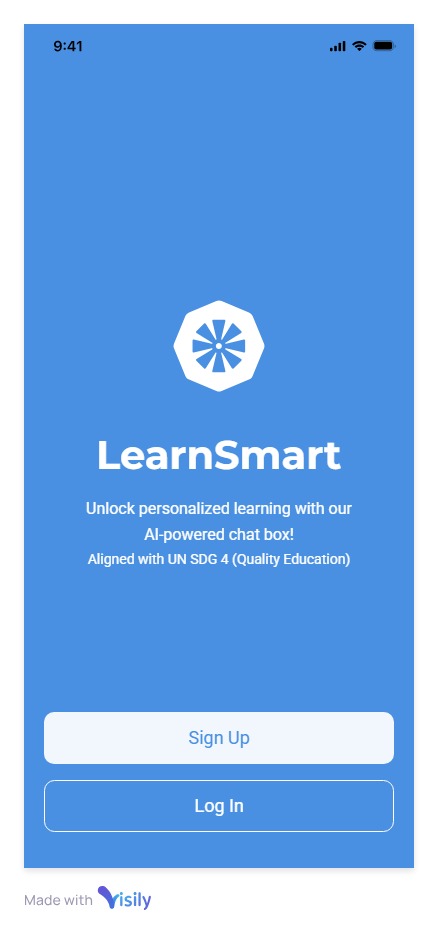 9:41
LearnSmart
Unlock personalized learning with our
AI-powered chat box!
Aligned with UN SDG 4 (Quality Education)
Sign Up
Log In
Made with Visily